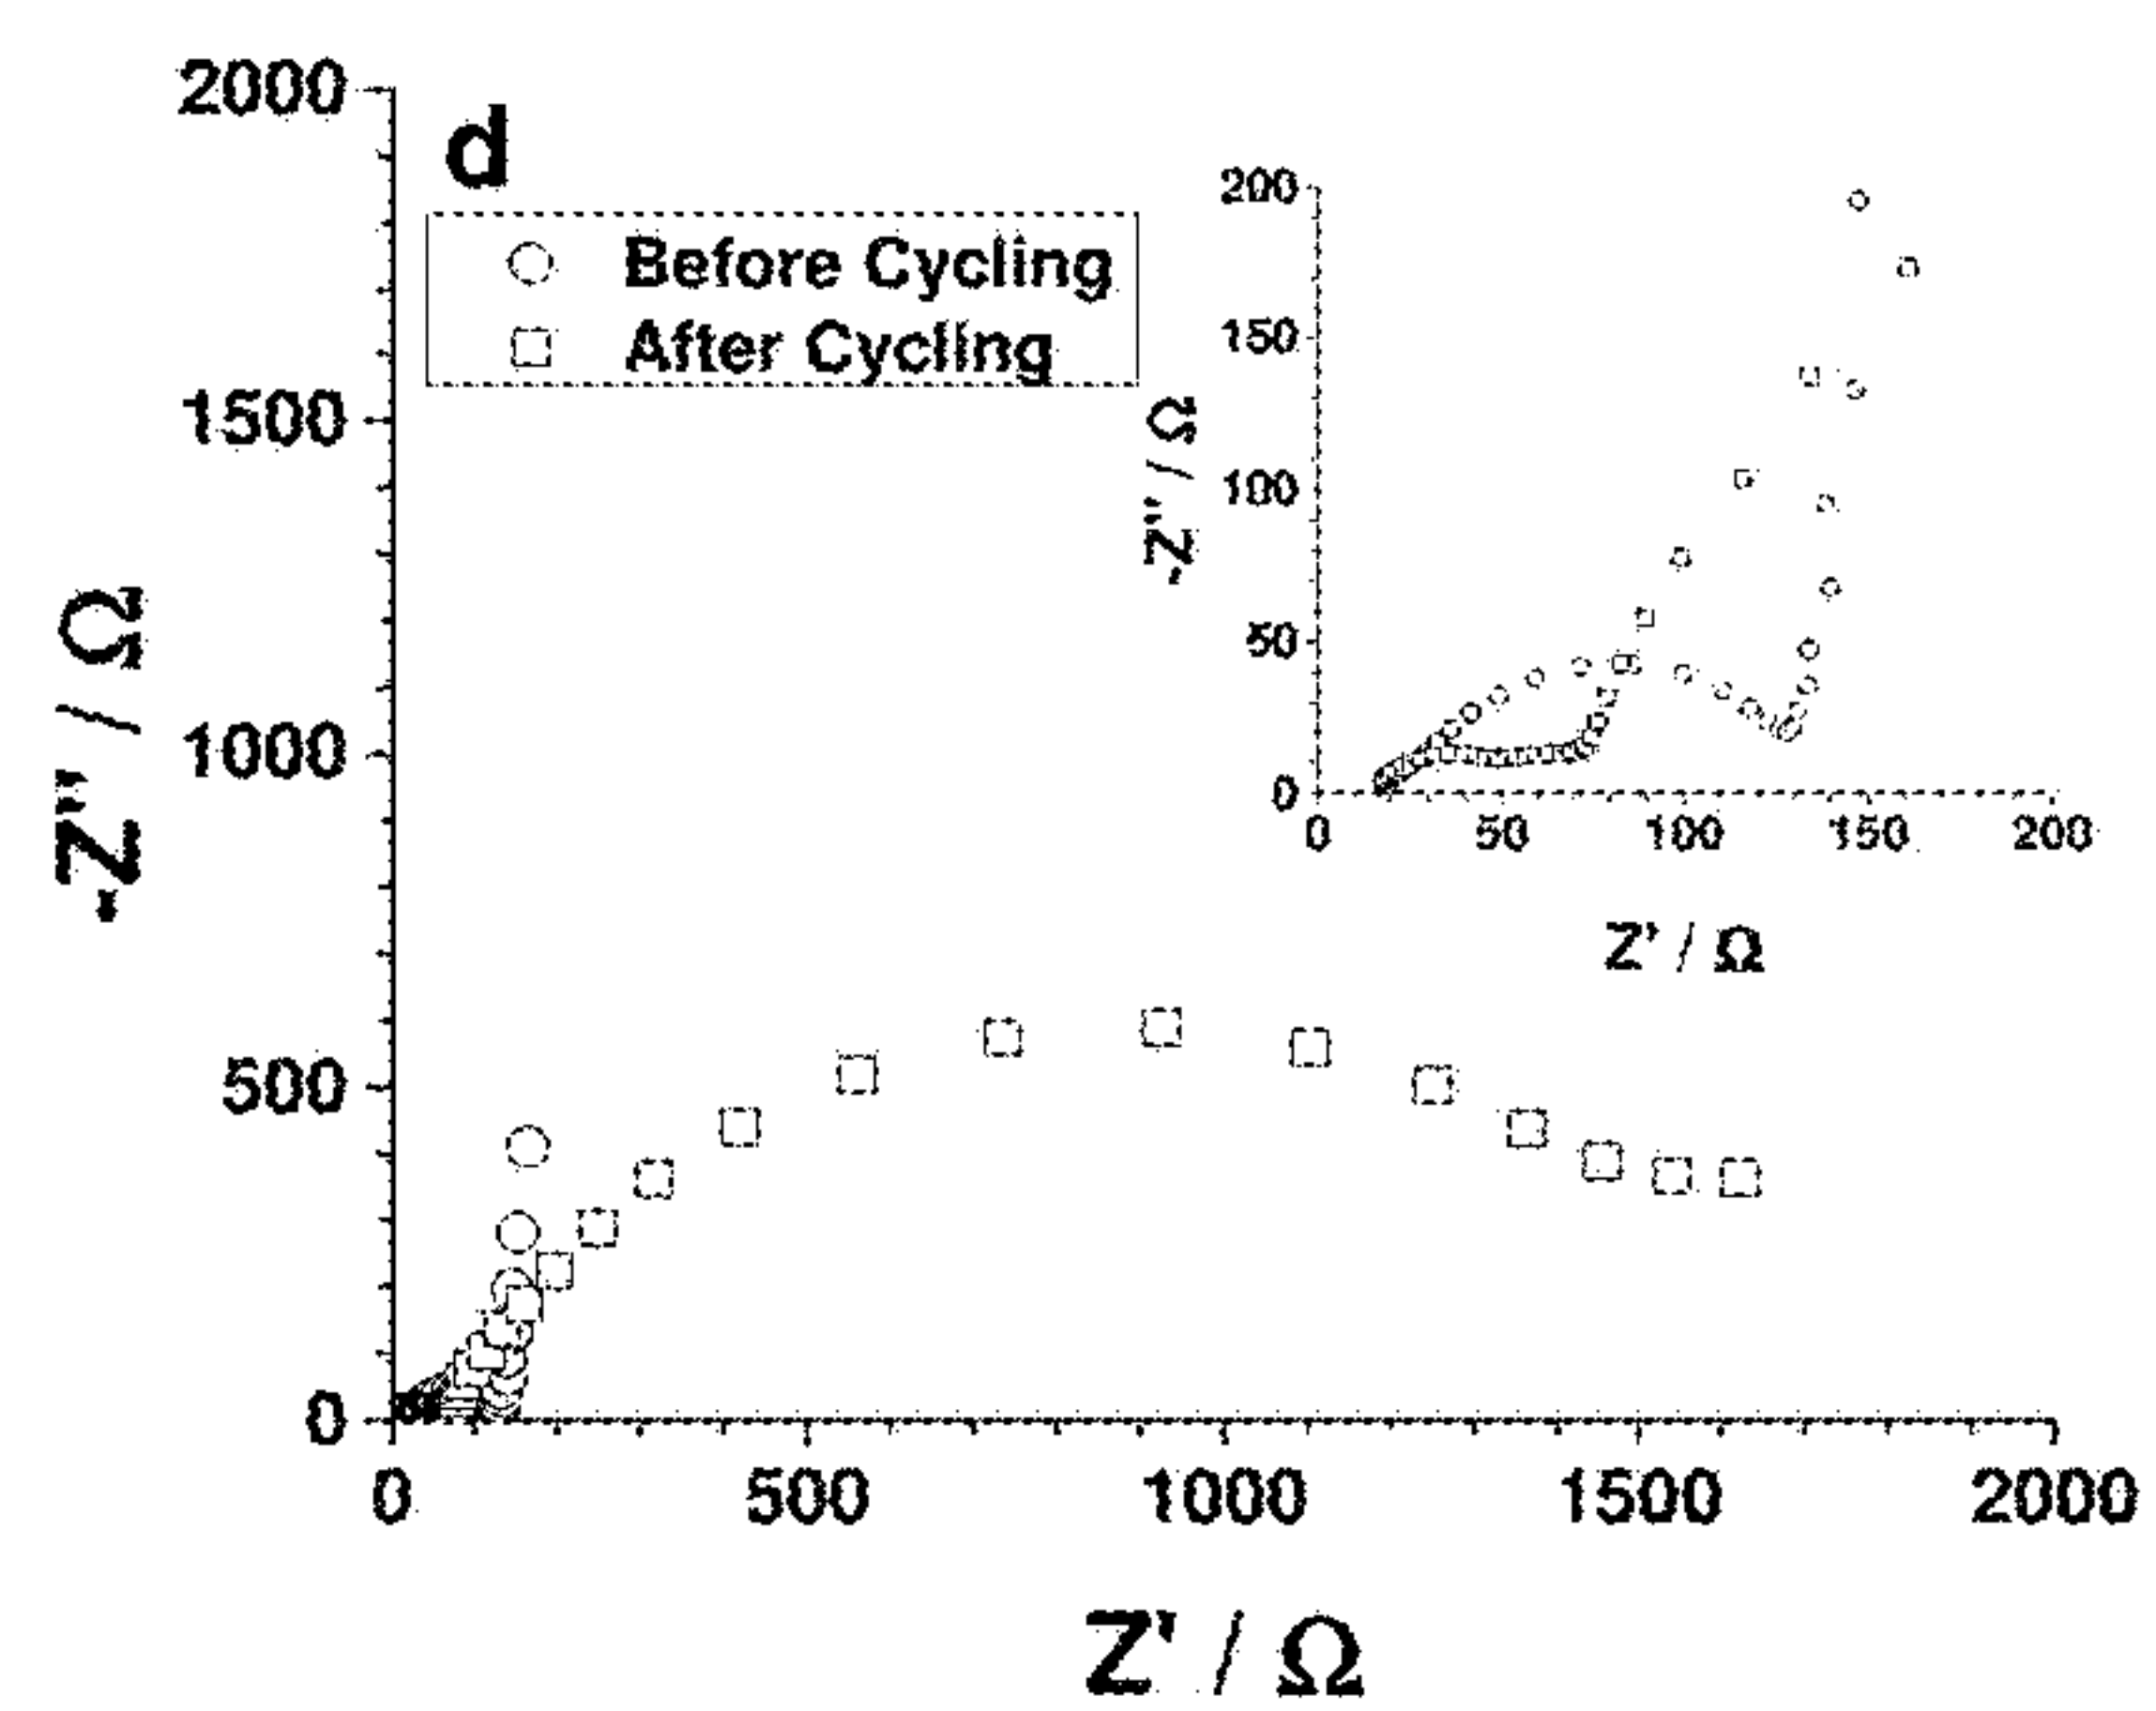 d
Before Cycling
After Cycling
2000
1500
1000
500
0
-Z'' / Ω
0 500 1000 1500 2000
Z' / Ω
200
150
100
50
0
-Z'' / Ω
0 50 100 150 200
Z' / Ω